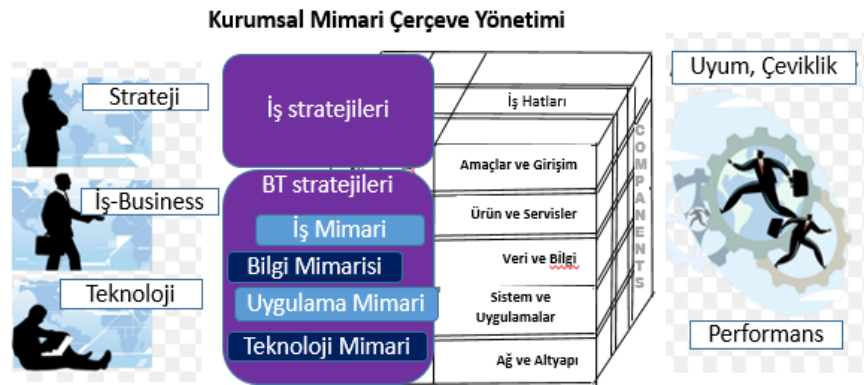 Kurumsal Mimari Çerçeve Yönetimi
Strateji
İş-Business
Teknoloji
İş stratejileri
BT stratejileri
İş Mimari
Bilgi Mimarisi
Uygulama Mimari
Teknoloji Mimari
İş Hatları
Amaçlar ve Girişim
Ürün ve Servisler
Veri ve Bilgi
Sistem ve
Uygulamalar
Ağ ve Altyapı
COMPANENTS
Uyum, Çeviklik
Performans